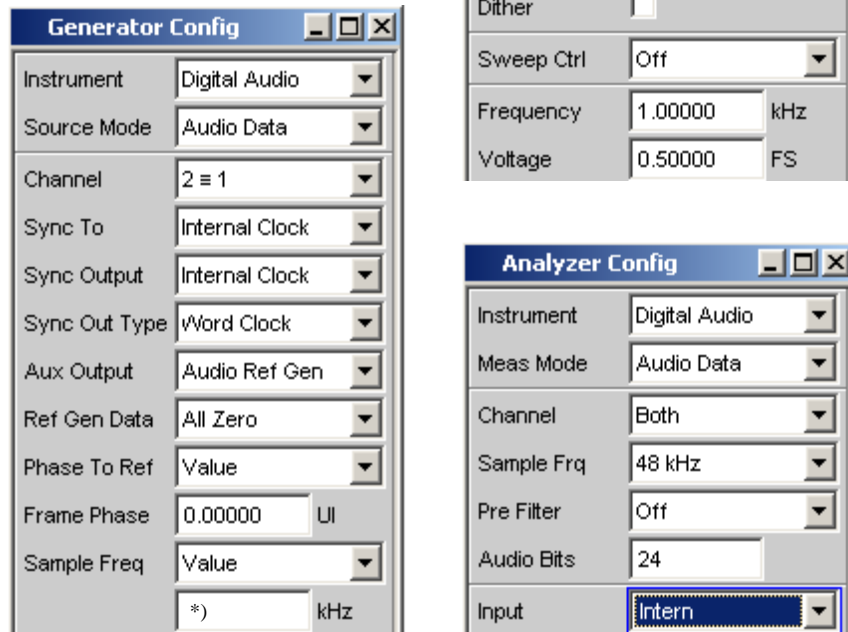 Generator Config
Instrument Digital Audio
Source Mode Audio Data
Channel 2 ≡ 1
Sync To Internal Clock
Sync Output Internal Clock
Sync Out Type Word Clock
Aux Output Audio Ref Gen
Ref Gen Data All Zero
Phase To Ref Value
Frame Phase 0.00000 UI
Sample Freq Value
*) kHz
Dither
Sweep Ctrl Off
Frequency 1.00000 kHz
Voltage 0.50000 FS
Analyzer Config
Instrument Digital Audio
Meas Mode Audio Data
Channel Both
Sample Frq 48 kHz
Pre Filter Off
Audio Bits 24
Input Intern